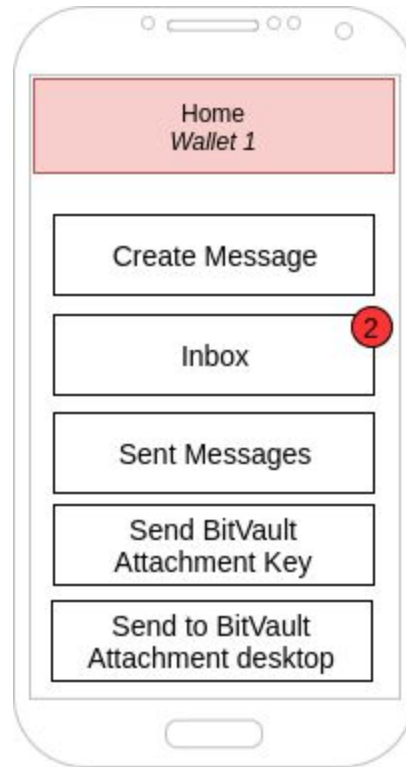 Home
Wallet 1
Create Message
2
Inbox
Sent Messages
Send BitVault
Attachment Key
Send to BitVault
Attachment desktop